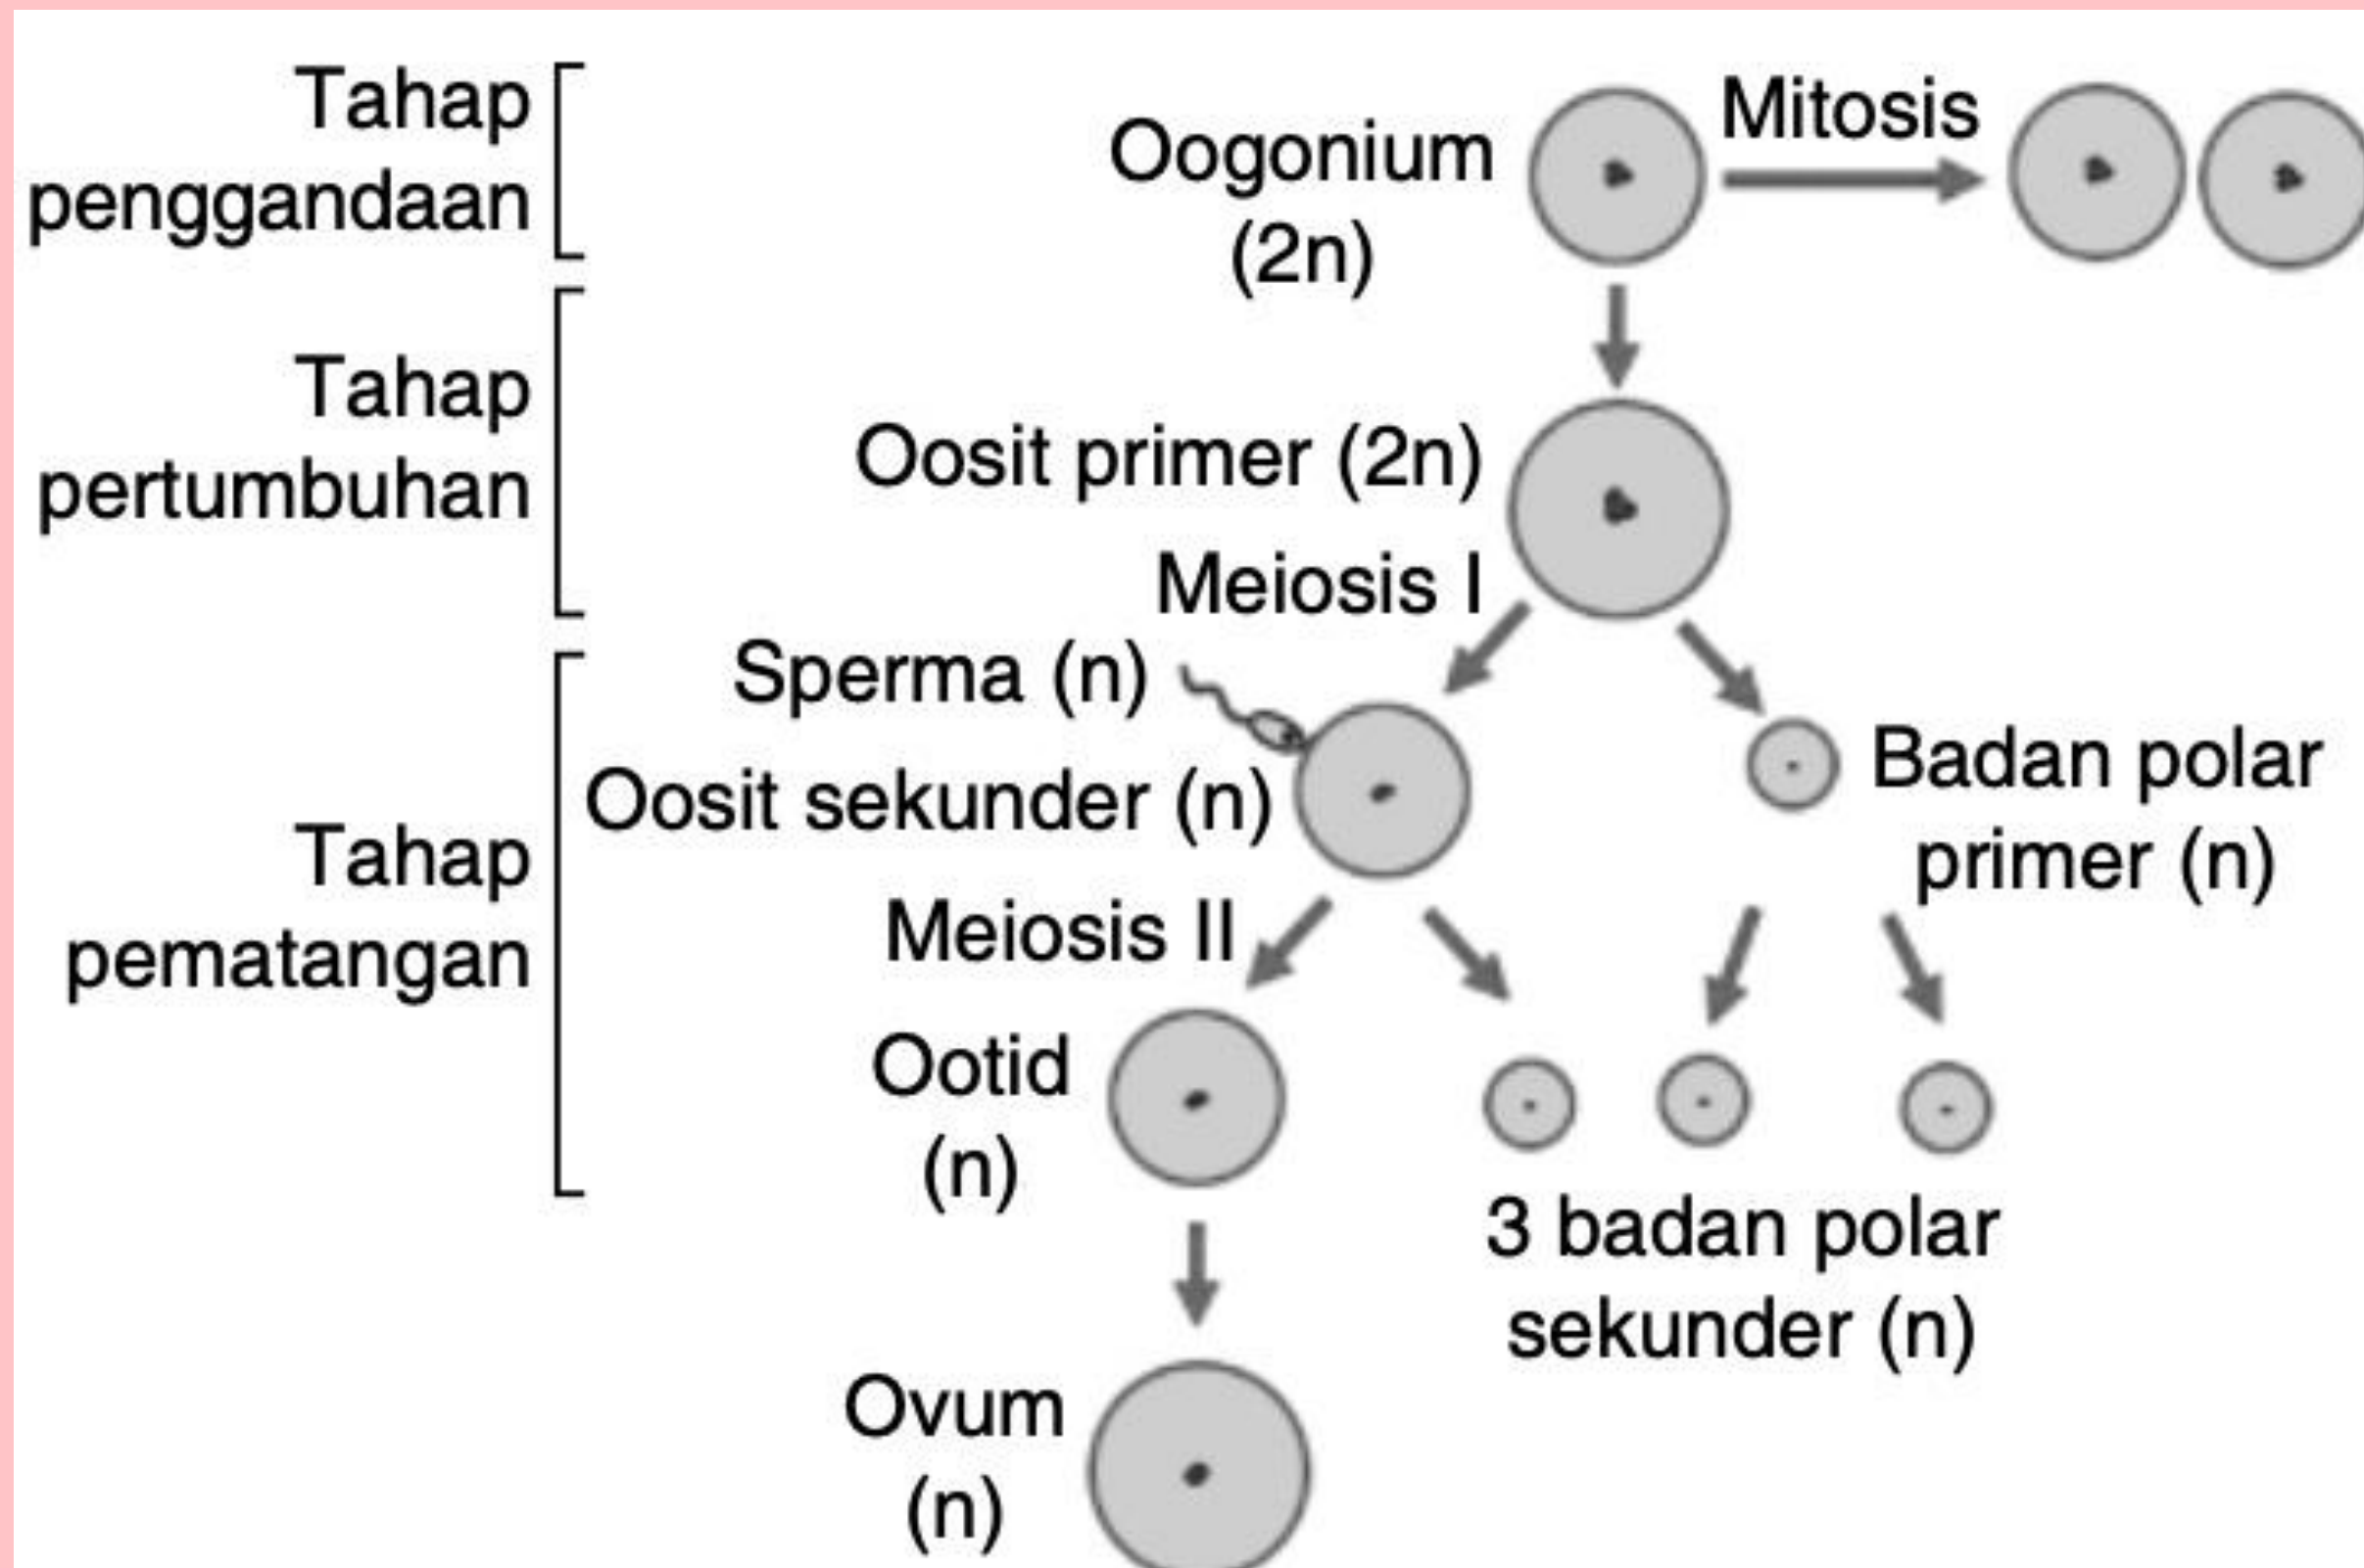 Tahap
penggandaan
Oogonium
(2n)
Mitosis
Tahap
pertumbuhan
Oosit primer (2n)
Meiosis I
Tahap
pematangan
Sperma (n)
Oosit sekunder (n)
Badan polar
primer (n)
Meiosis II
Ootid
(n)
3 badan polar
sekunder (n)
Ovum
(n)